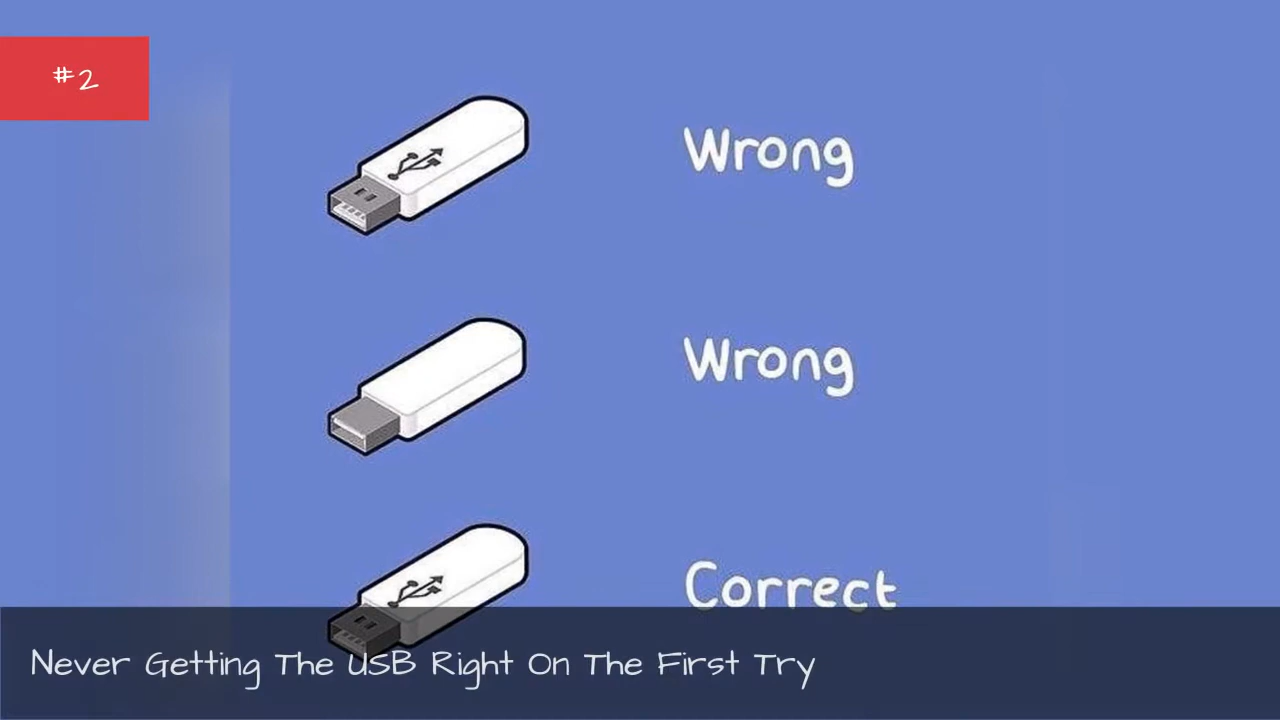 #2
Wrong
Wrong
Correct
Never Getting The USB Right On The First Try